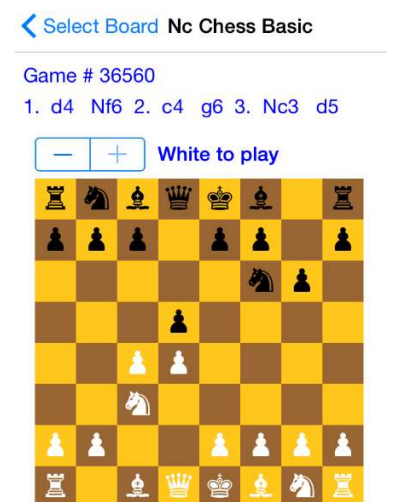 Select Board Nc Chess Basic
Game # 36560
1. d4 Nf6 2. c4 g6 3. Nc3 d5
− + White to play